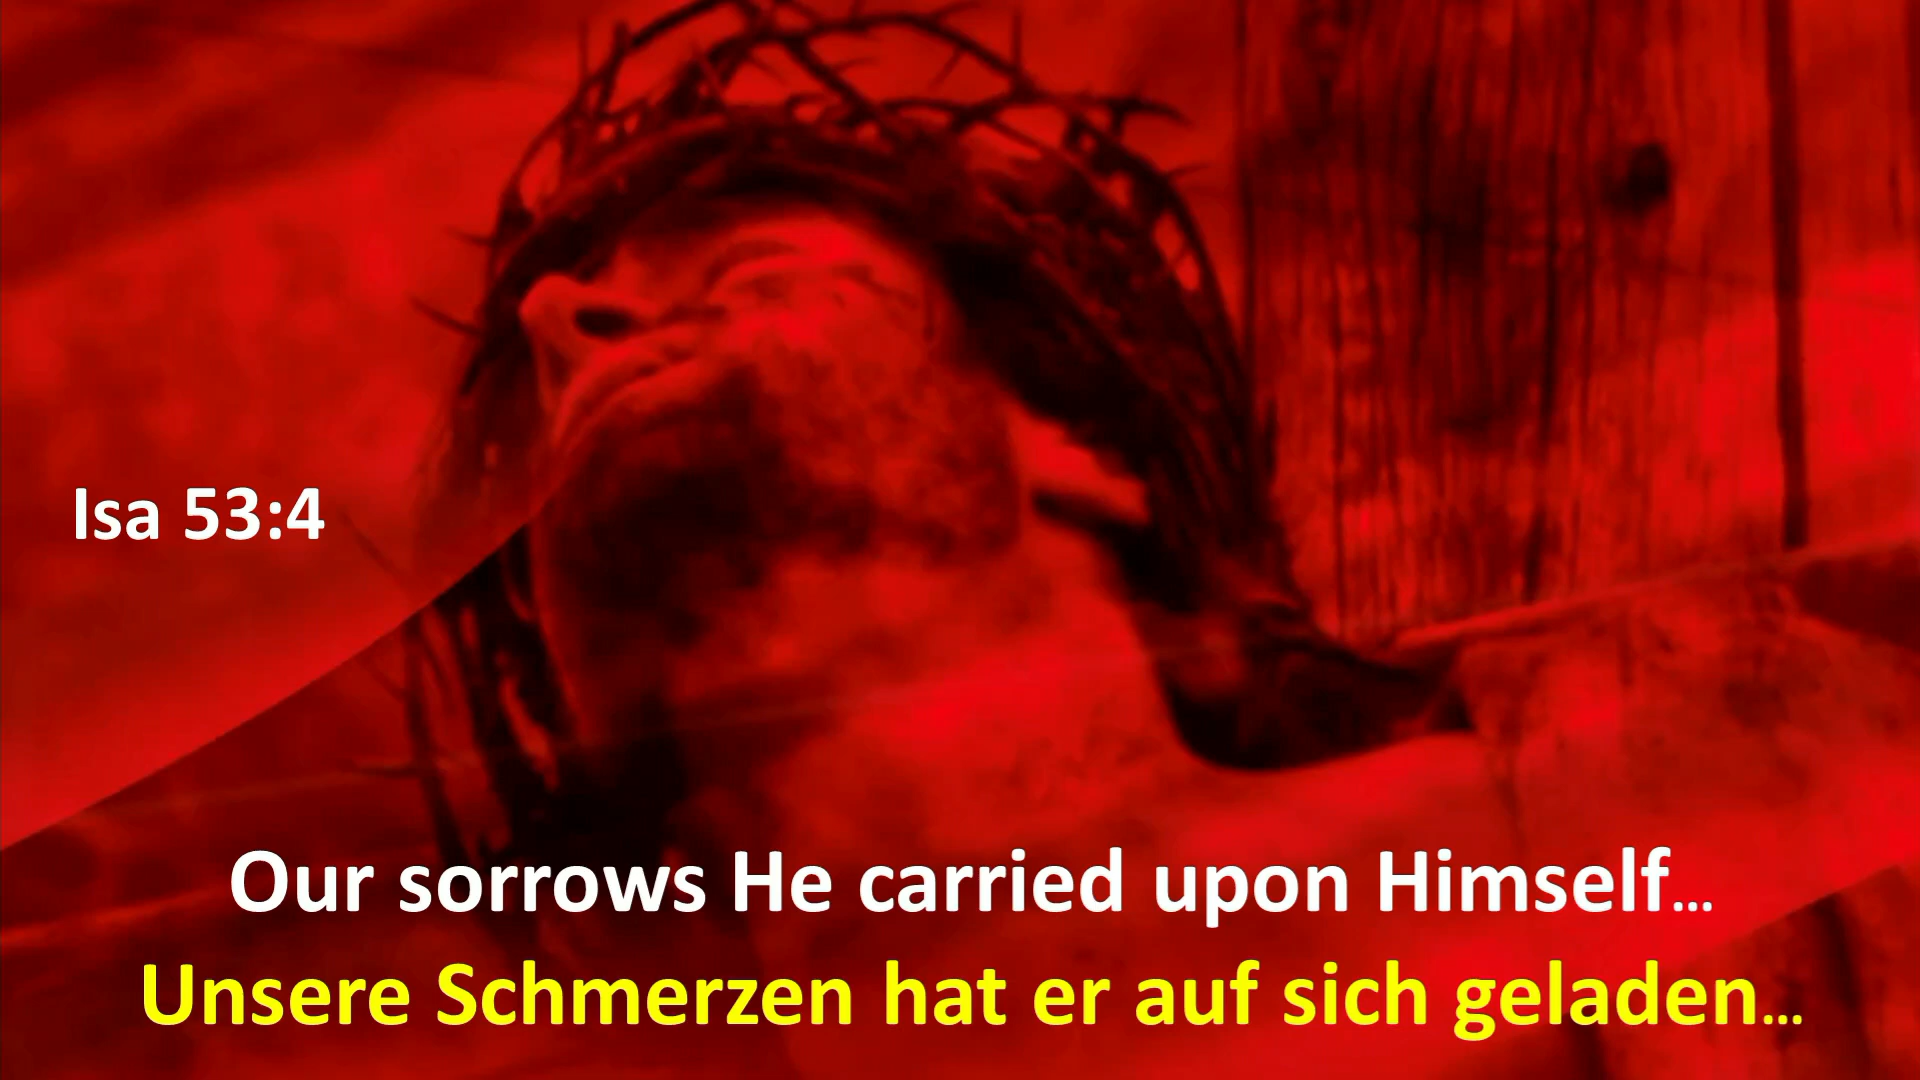 Isa 53:4
Our sorrows He carried upon Himself…
Unsere Schmerzen hat er auf sich geladen…